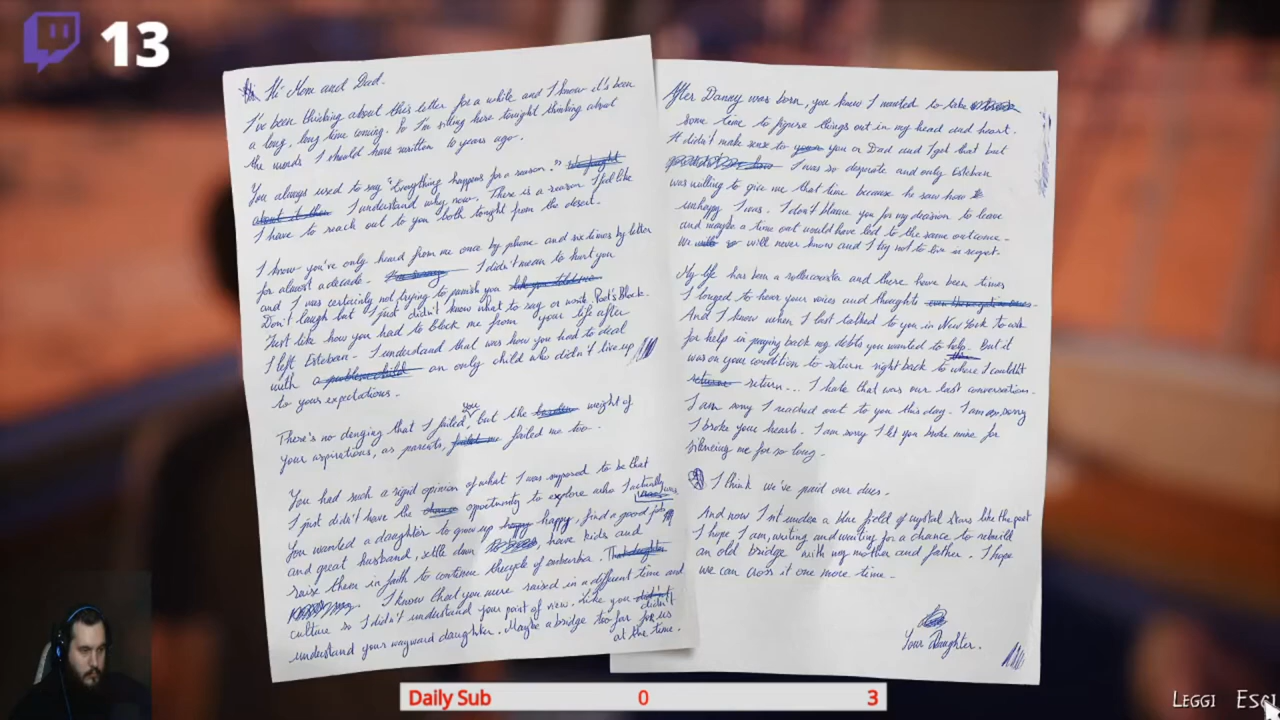 13
Hi Mom and Dad.
I've been thinking about this letter for a while and I know it's been
a long, long time coming. So I'm sitting here tonight thinking about
the words I should have written 10 years ago.
You always used to say "Everything happens for a reason."
I understand why now. There is a reason I feel like
I have to reach out to you both tonight from the desert.
I know you've only heard from me once by phone and six times by letter
for almost a decade. I didn't mean to hurt you
and I was certainly not trying to punish you
Don't laugh but I just didn't know what to say or write. Poet's Block.
Just like how you had to block me from your life after
I left Esteban. I understand that was how you had to deal
with a problem child an only child who didn't live up
to your expectations.
There's no denying that I failed you, but the burden weight of
your aspirations, as parents, failed me failed me too.
You had such a rigid opinion of what I was supposed to be that
I just didn't have the chance opportunity to explore who I actually was
You wanted a daughter to grow up happy happy, find a good job
and great husband, settle down, have kids and
raise them in faith to continue the cycle of suburbia. That daughter
I know that you were raised in a different time and
culture so I didn't understand your point of view. Like you didn't didn't
understand your wayward daughter. Maybe a bridge too far for us
at the time.
After Danny was born, you knew I needed to take
some time to figure things out in my head and heart.
It didn't make sense to you or Dad and I get that but
I was so desperate and only Esteban
was willing to give me that time because he saw how
unhappy I was. I don't blame you for my decision to leave
and maybe a time out would have led to the same outcome.
We will never know and I try not to live in regret.
My life has been a rollercoaster and there have been times
I longed to hear your voices and thoughts
And I know when I last talked to you in New York to ask
for help in paying back my debts you wanted to help. But it
was on your condition to return right back to where I couldn't
return return... I hate that was our last conversation.
I am sorry I reached out to you this day. I am so sorry
I broke your hearts. I am sorry I let you broke mine for
silencing me for so long.
I think we've paid our dues.
And now I sit under a blue field of crystal stars like the poet
I hope I am, writing and waiting for a chance to rebuild
an old bridge with my mother and father. I hope
we can cross it one more time.
Your Daughter.
Daily Sub 0 3
Leggi Esci